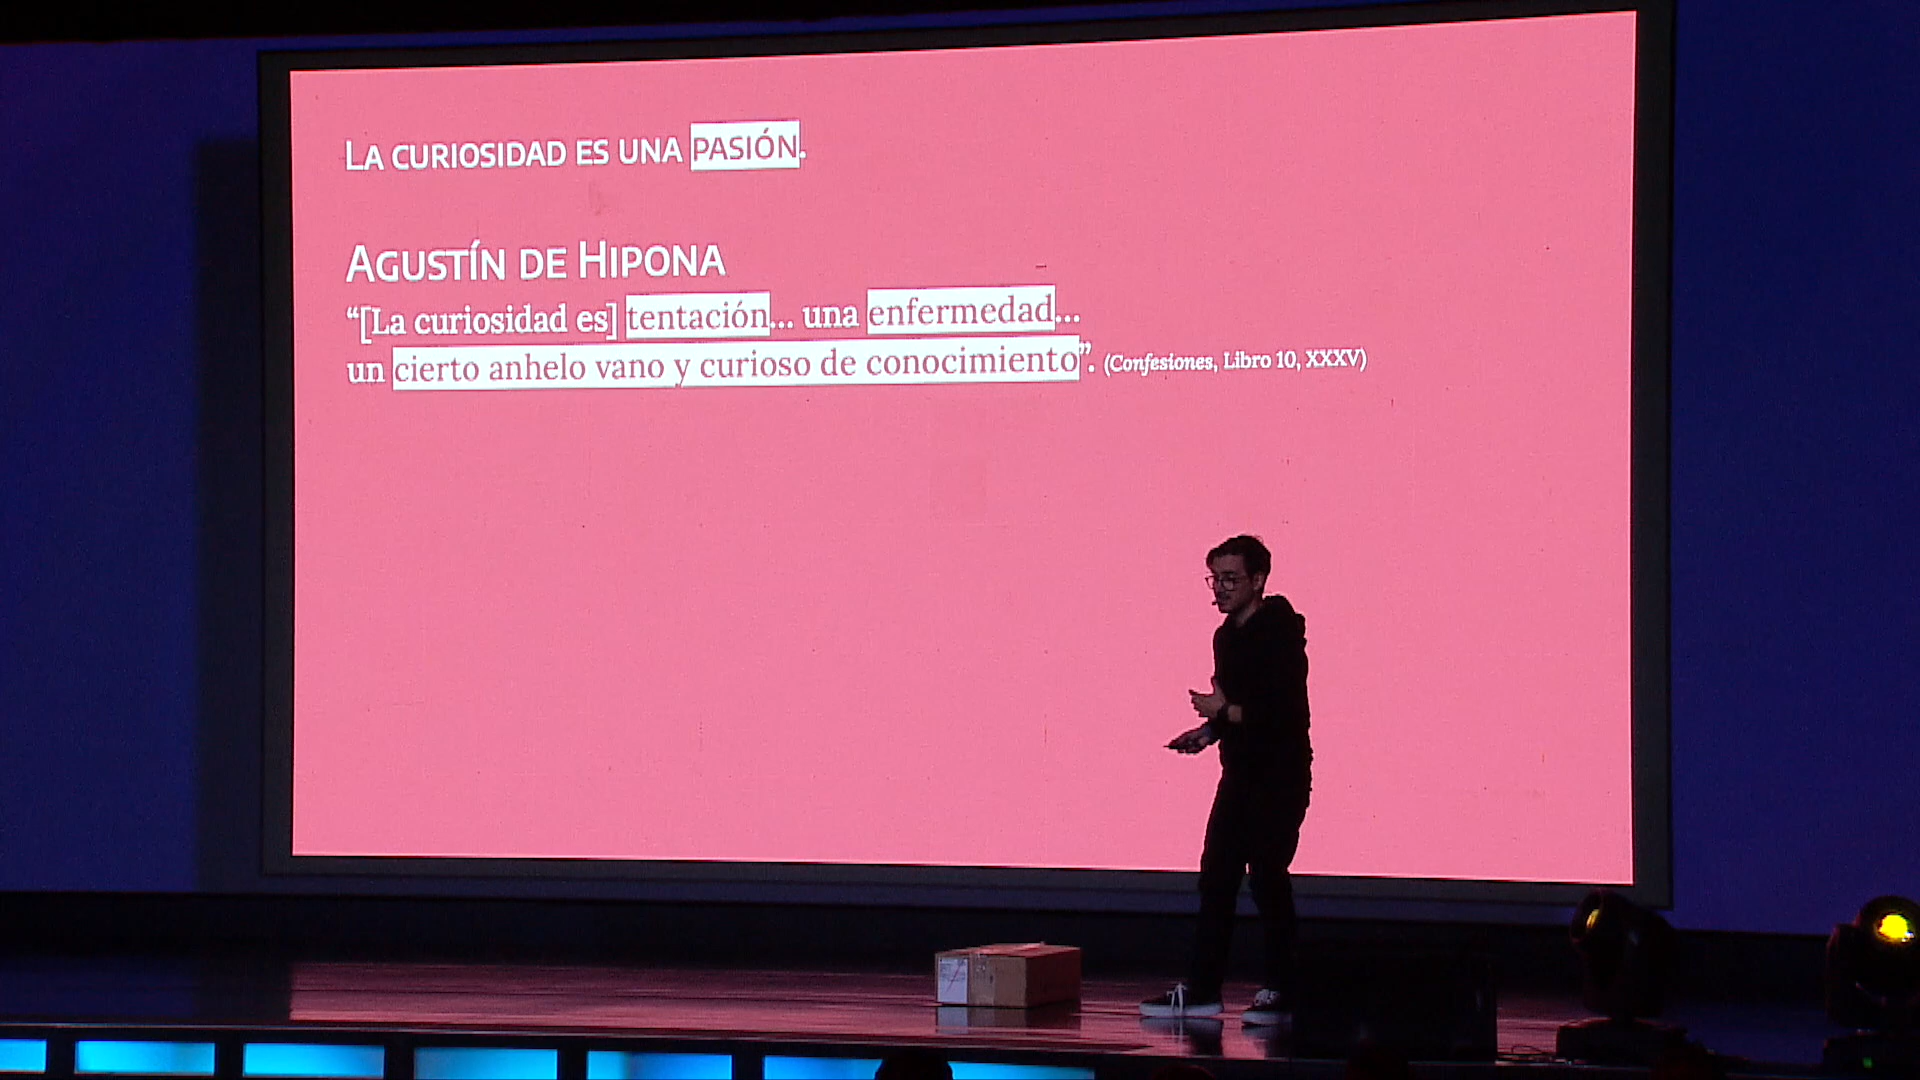 LA CURIOSIDAD ES UNA PASIÓN.
AGUSTÍN DE HIPONA
“[La curiosidad es] tentación... una enfermedad...
un cierto anhelo vano y curioso de conocimiento”. (Confesiones, Libro 10, XXXV)